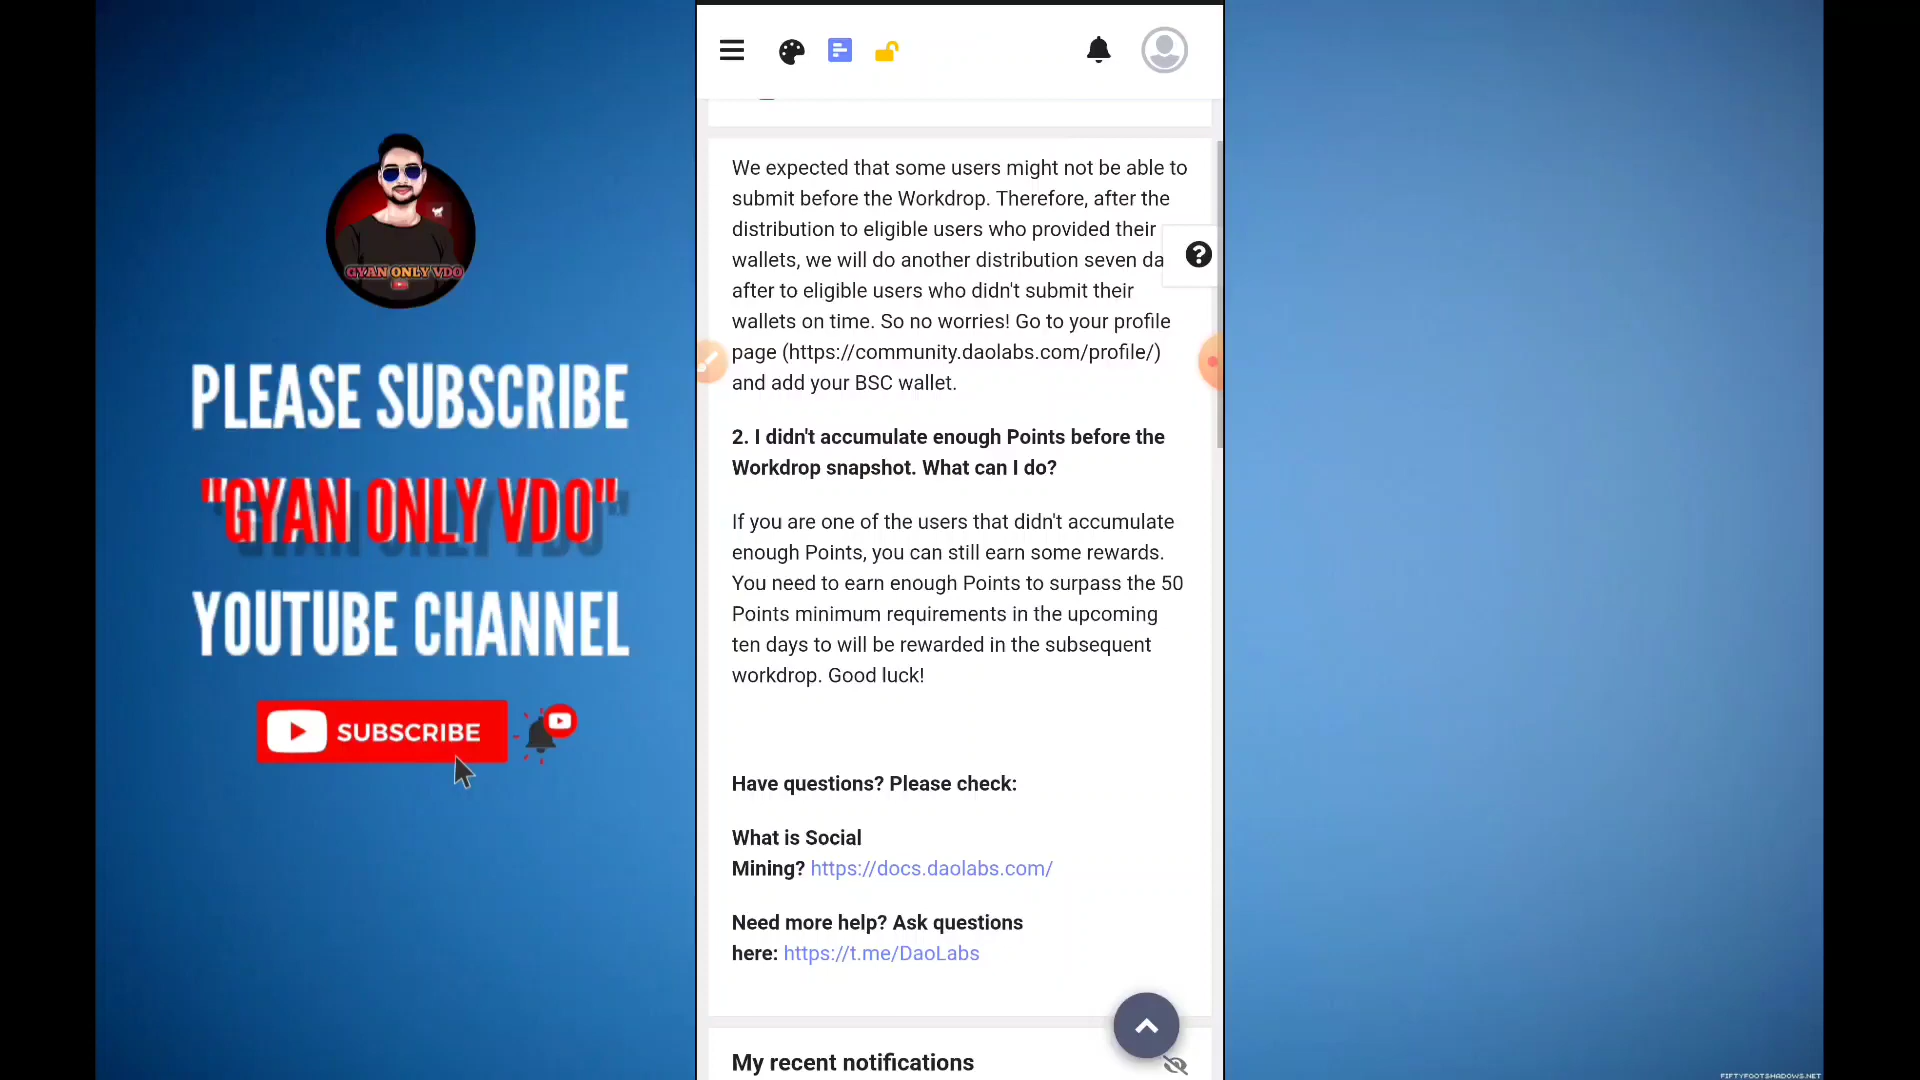 GYAN ONLY VDO
PLEASE SUBSCRIBE
"GYAN ONLY VDO"
YOUTUBE CHANNEL
SUBSCRIBE
We expected that some users might not be able to
submit before the Workdrop. Therefore, after the
distribution to eligible users who provided their
wallets, we will do another distribution seven da
after to eligible users who didn't submit their
wallets on time. So no worries! Go to your profile
page (https://community.daolabs.com/profile/)
and add your BSC wallet.
2. I didn't accumulate enough Points before the
Workdrop snapshot. What can I do?
If you are one of the users that didn't accumulate
enough Points, you can still earn some rewards.
You need to earn enough Points to surpass the 50
Points minimum requirements in the upcoming
ten days to will be rewarded in the subsequent
workdrop. Good luck!
Have questions? Please check:
What is Social
Mining? https://docs.daolabs.com/
Need more help? Ask questions
here: https://t.me/DaoLabs
My recent notifications
FIFTYFOOTSHADOWS.NET